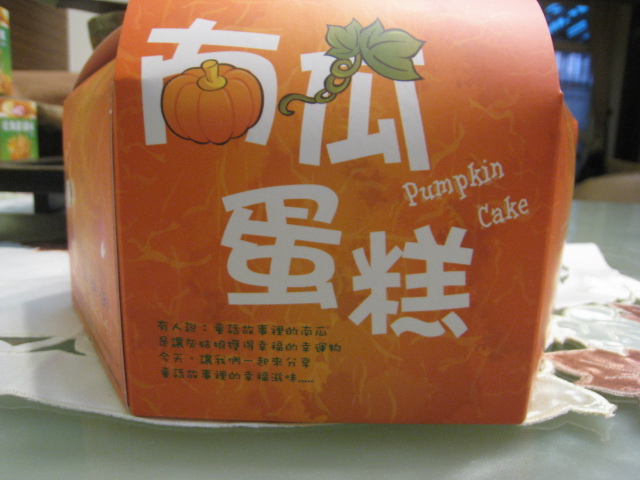 南瓜
蛋糕
Pumpkin
Cake
有人說：童話故事裡的南瓜
是讓灰姑娘獲得幸福的幸運物
今天，讓我們一起來分享
童話故事裡的幸福滋味.....